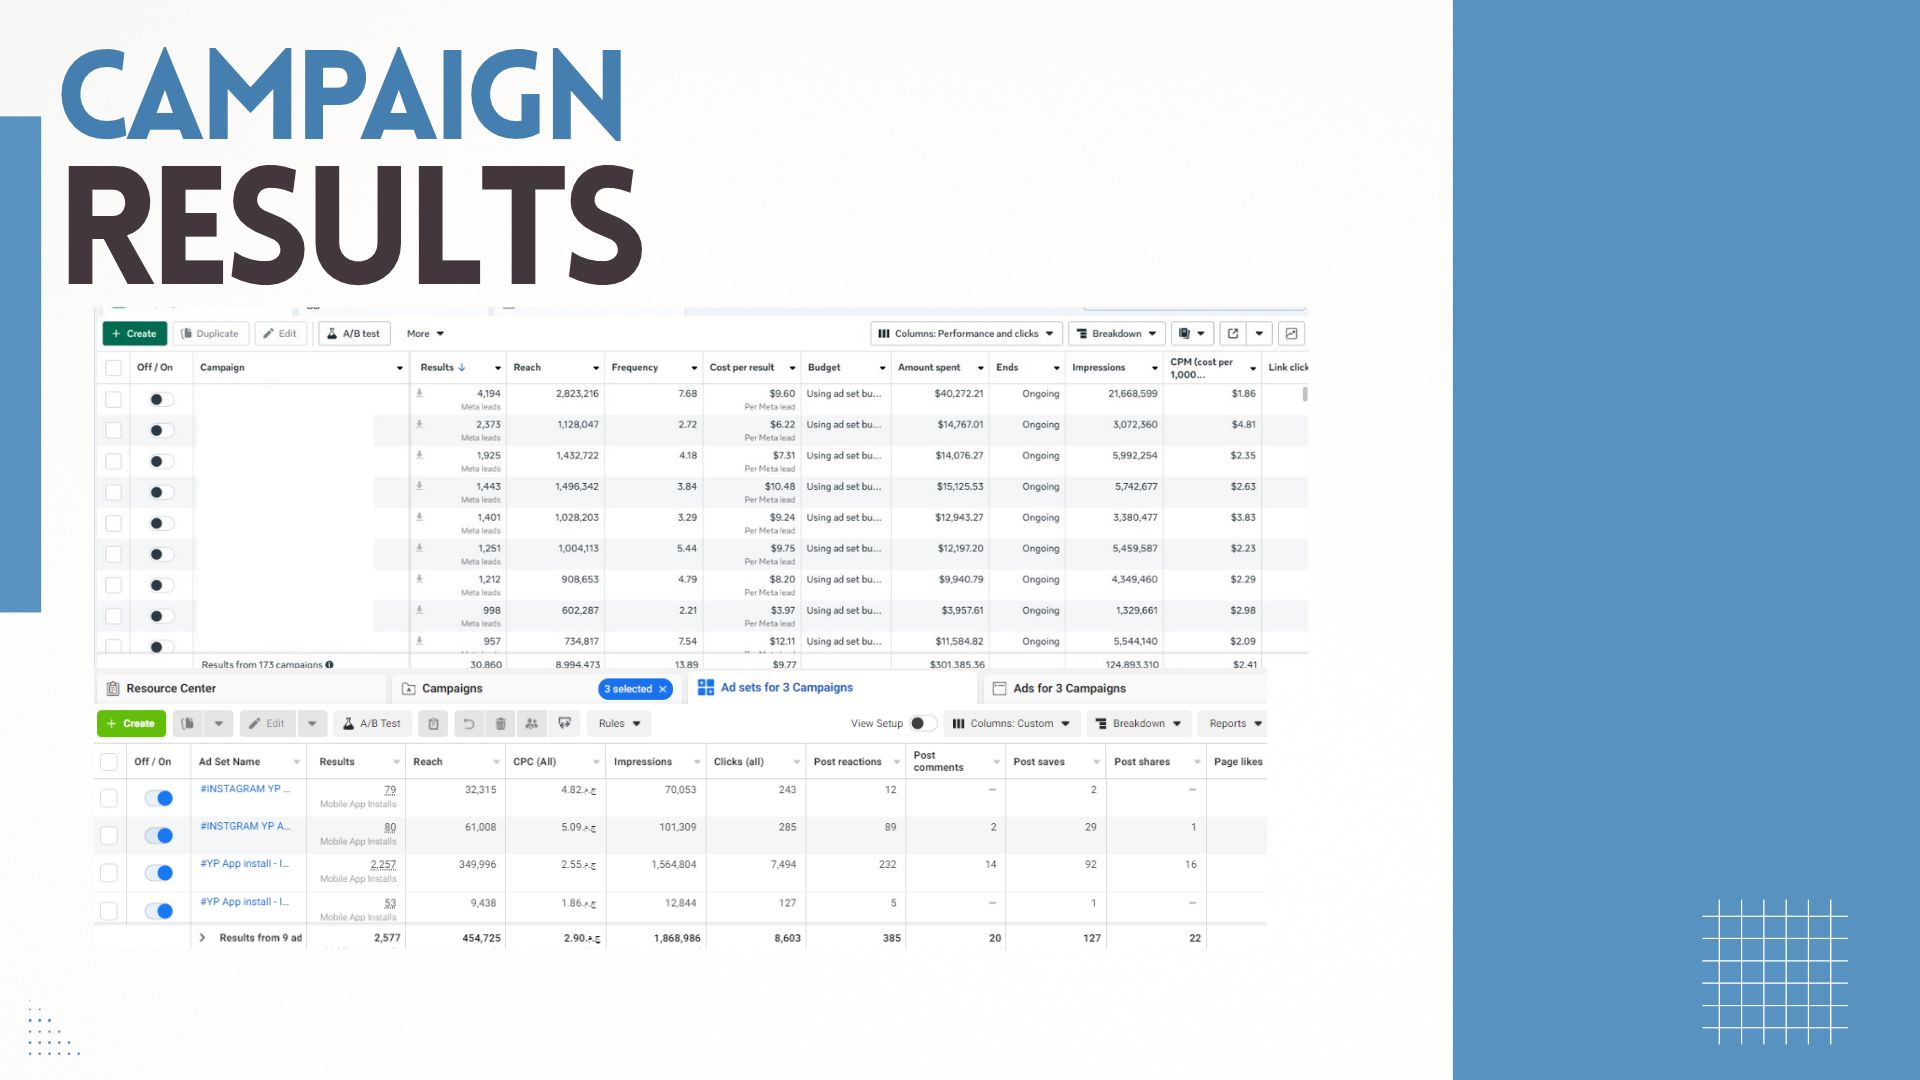 CAMPAIGN
RESULTS
+ Create Duplicate Edit A/B test More Columns: Performance and clicks Breakdown
Off / On Campaign Results ↓ Reach Frequency Cost per result Budget Amount spent Ends Impressions CPM (cost per 1,000... Link click
4,194 2,823,216 7.68 $9.60 Using ad set bu... $40,272.21 Ongoing 21,668,599 $1.86
Meta leads Per Meta lead
2,373 1,128,047 2.72 $6.22 Using ad set bu... $14,767.01 Ongoing 3,072,360 $4.81
Meta leads Per Meta lead
1,925 1,432,722 4.18 $7.31 Using ad set bu... $14,076.27 Ongoing 5,992,254 $2.35
Meta leads Per Meta lead
1,443 1,496,342 3.84 $10.48 Using ad set bu... $15,125.53 Ongoing 5,742,677 $2.63
Meta leads Per Meta lead
1,401 1,028,203 3.29 $9.24 Using ad set bu... $12,943.27 Ongoing 3,380,477 $3.83
Meta leads Per Meta lead
1,251 1,004,113 5.44 $9.75 Using ad set bu... $12,197.20 Ongoing 5,459,587 $2.23
Meta leads Per Meta lead
1,212 908,653 4.79 $8.20 Using ad set bu... $9,940.79 Ongoing 4,349,460 $2.29
Meta leads Per Meta lead
998 602,287 2.21 $3.97 Using ad set bu... $3,957.61 Ongoing 1,329,661 $2.98
Meta leads Per Meta lead
957 734,817 7.54 $12.11 Using ad set bu... $11,584.82 Ongoing 5,544,140 $2.09
Results from 173 campaigns 30,860 8,994,473 13.89 $9.77 $301,385.36 124,893,310 $2.41
Resource Center Campaigns 3 selected × Ad sets for 3 Campaigns Ads for 3 Campaigns
+ Create Edit A/B Test Rules View Setup Columns: Custom Breakdown Reports
Off / On Ad Set Name Results Reach CPC (All) Impressions Clicks (all) Post reactions Post comments Post saves Post shares Page likes
#INSTAGRAM YP ... 79 32,315 4.82ج.م. 70,053 243 12 — 2 —
Mobile App Installs
#INSTGRAM YP A... 80 61,008 5.09ج.م. 101,309 285 89 2 29 1
Mobile App Installs
#YP App install - I... 2,257 349,996 2.55ج.م. 1,564,804 7,494 232 14 92 16
Mobile App Installs
#YP App install - I... 53 9,438 1.86ج.م. 12,844 127 5 — 1 —
Mobile App Installs
Results from 9 ad 2,577 454,725 2.90ج.م. 1,868,986 8,603 385 20 127 22